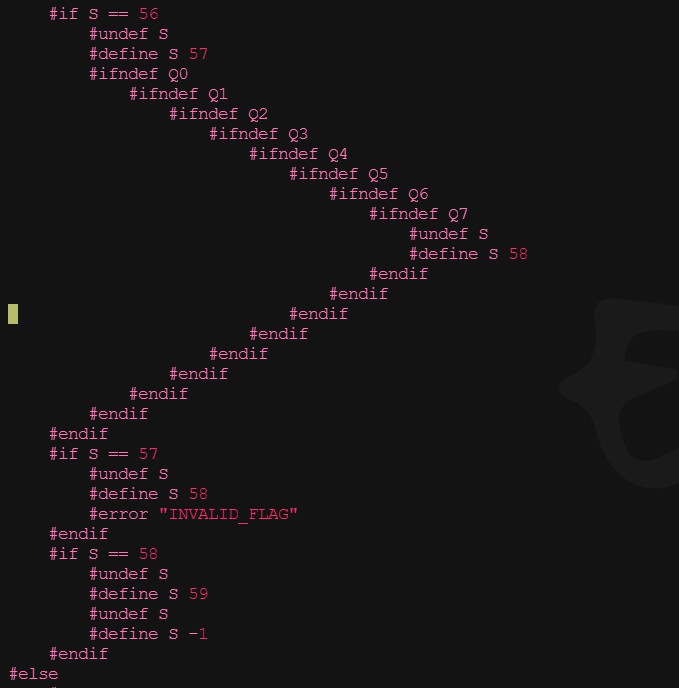 #if S == 56
#undef S
#define S 57
#ifndef Q0
#ifndef Q1
#ifndef Q2
#ifndef Q3
#ifndef Q4
#ifndef Q5
#ifndef Q6
#ifndef Q7
#undef S
#define S 58
#endif
#endif
#endif
#endif
#endif
#endif
#endif
#endif
#endif
#if S == 57
#undef S
#define S 58
#error "INVALID_FLAG"
#endif
#if S == 58
#undef S
#define S 59
#undef S
#define S -1
#endif
#else